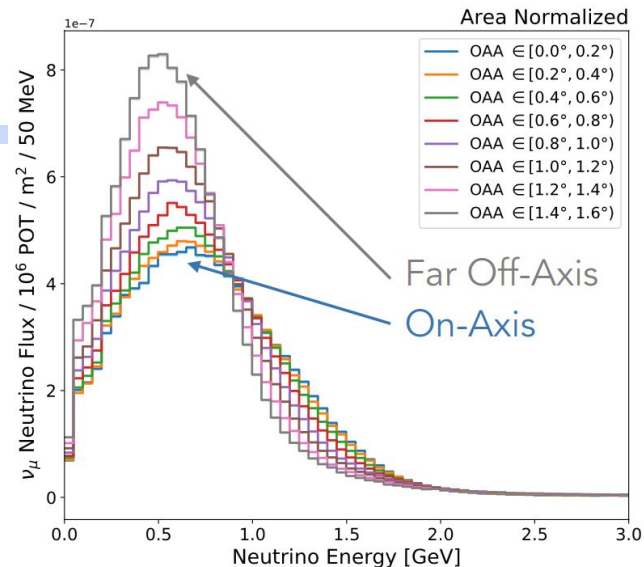 Area Normalized
1e−7
OAA ∈[0.0°, 0.2°)
OAA ∈[0.2°, 0.4°)
OAA ∈[0.4°, 0.6°)
OAA ∈[0.6°, 0.8°)
OAA ∈[0.8°, 1.0°)
OAA ∈[1.0°, 1.2°)
OAA ∈[1.2°, 1.4°)
OAA ∈[1.4°, 1.6°)
Far Off-Axis
On-Axis
νμ Neutrino Flux / 10⁶ POT / m² / 50 MeV
8
6
4
2
0
0.0 0.5 1.0 1.5 2.0 2.5 3.0
Neutrino Energy [GeV]